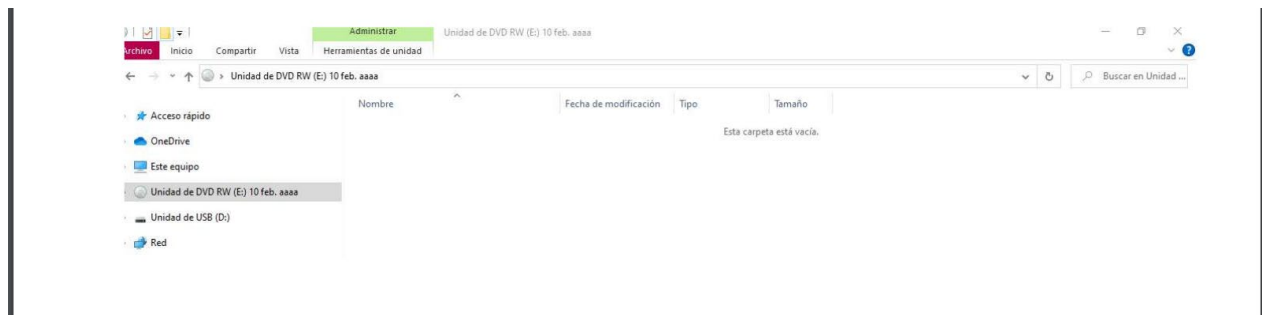 Administrar
Unidad de DVD RW (E:) 10 feb. aaaa
Archivo Inicio Compartir Vista Herramientas de unidad
Unidad de DVD RW (E:) 10 feb. aaaa
Buscar en Unidad ...
Nombre Fecha de modificación Tipo Tamaño
Esta carpeta está vacía.
Acceso rápido
OneDrive
Este equipo
Unidad de DVD RW (E:) 10 feb. aaaa
Unidad de USB (D:)
Red